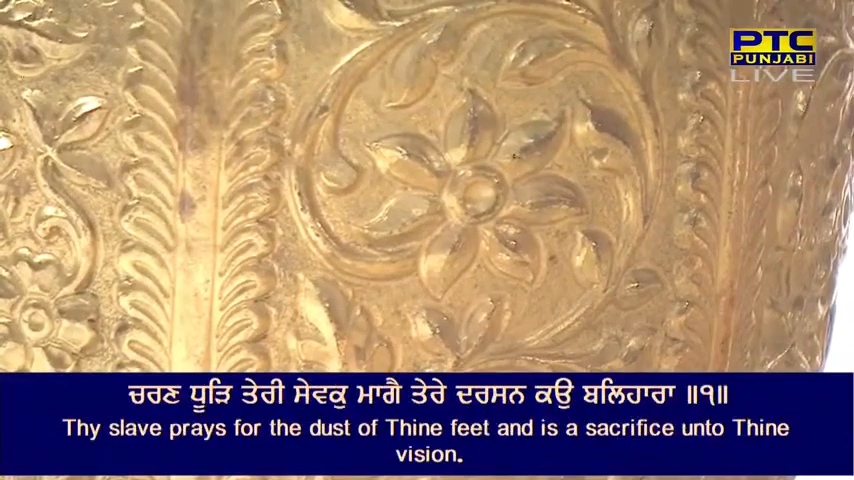 PTC
PUNJABI
LIVE
ਚਰਣ ਧੂੜਿ ਤੇਰੀ ਸੇਵਕੁ ਮਾਗੈ ਤੇਰੇ ਦਰਸਨ ਕਉ ਬਲਿਹਾਰਾ ॥੧॥
Thy slave prays for the dust of Thine feet and is a sacrifice unto Thine
vision.